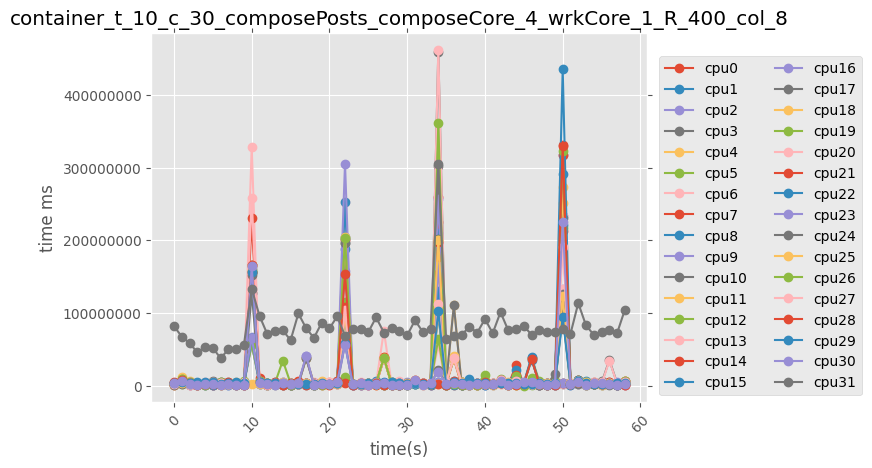 container_t_10_c_30_composePosts_composeCore_4_wrkCore_1_R_400_col_8
400000000
300000000
200000000
100000000
0
time ms
0
10
20
30
40
50
60
time(s)
cpu0
cpu1
cpu2
cpu3
cpu4
cpu5
cpu6
cpu7
cpu8
cpu9
cpu10
cpu11
cpu12
cpu13
cpu14
cpu15
cpu16
cpu17
cpu18
cpu19
cpu20
cpu21
cpu22
cpu23
cpu24
cpu25
cpu26
cpu27
cpu28
cpu29
cpu30
cpu31